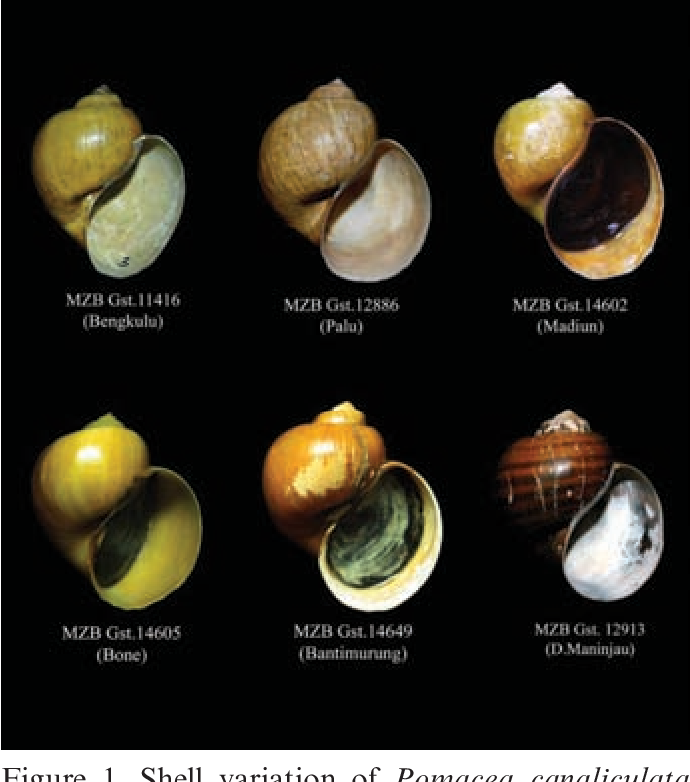 3
MZB Gst.11416
(Bengkulu)
MZB Gst.12886
(Palu)
MZB Gst.14602
(Madiun)
MZB Gst.14605
(Bone)
MZB Gst.14649
(Bantimurung)
MZB Gst. 12913
(D.Maninjau)
Figure 1. Shell variation of Pomacea canaliculata